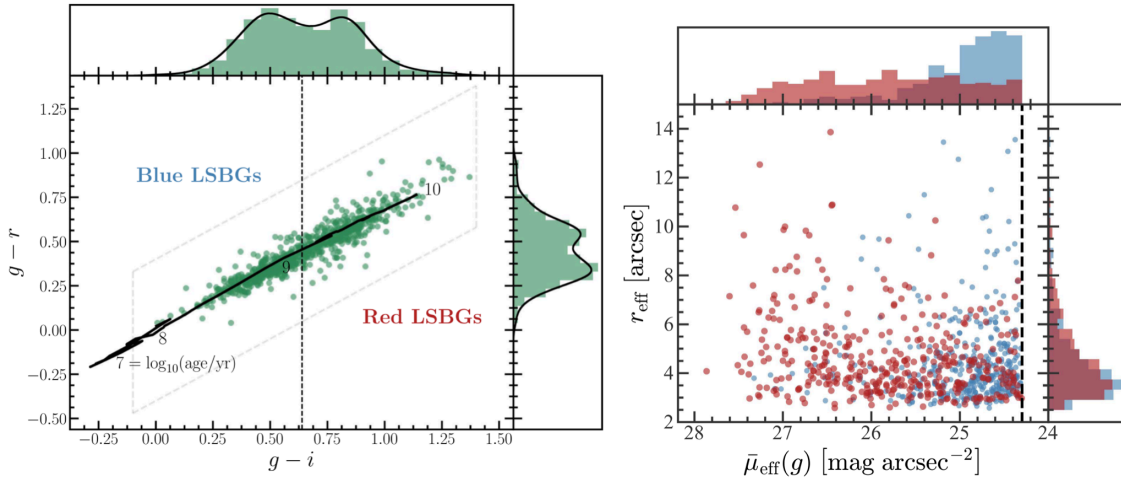 1.25
1.00
0.75
0.50
0.25
0.00
−0.25
−0.50
g − r
Blue LSBGs
Red LSBGs
10
9
8
7 = log₁₀(age/yr)
−0.25 0.00 0.25 0.50 0.75 1.00 1.25 1.50
g − i
14
12
10
8
6
4
2
r_eff [arcsec]
28 27 26 25 24
μ̄_eff(g) [mag arcsec⁻²]